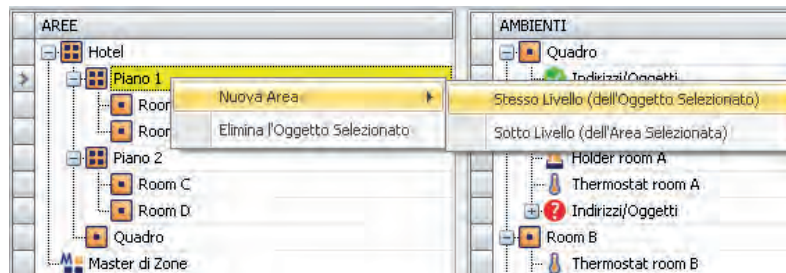 AREE
Hotel
Piano 1
Room
Room
Piano 2
Room C
Room D
Quadro
Master di Zone
Nuova Area
Elimina l'Oggetto Selezionato
Stesso Livello (dell'Oggetto Selezionato)
Sotto Livello (dell'Area Selezionata)
AMBIENTI
Quadro
Indirizzi/Oggetti
Holder room A
Thermostat room A
Indirizzi/Oggetti
Room B
Thermostat room B